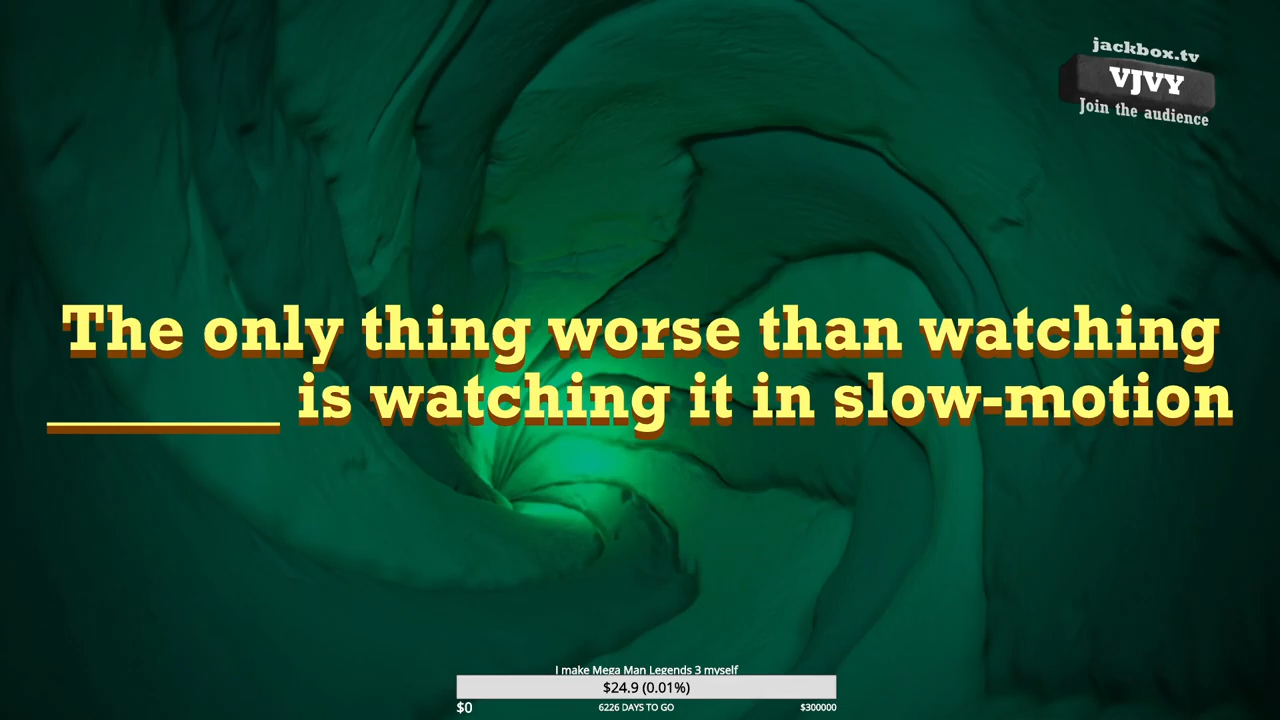 jackbox.tv
VJVY
Join the audience
The only thing worse than watching
________ is watching it in slow-motion
I make Mega Man Legends 3 myself
$24.9 (0.01%)
$0 6226 DAYS TO GO $300000